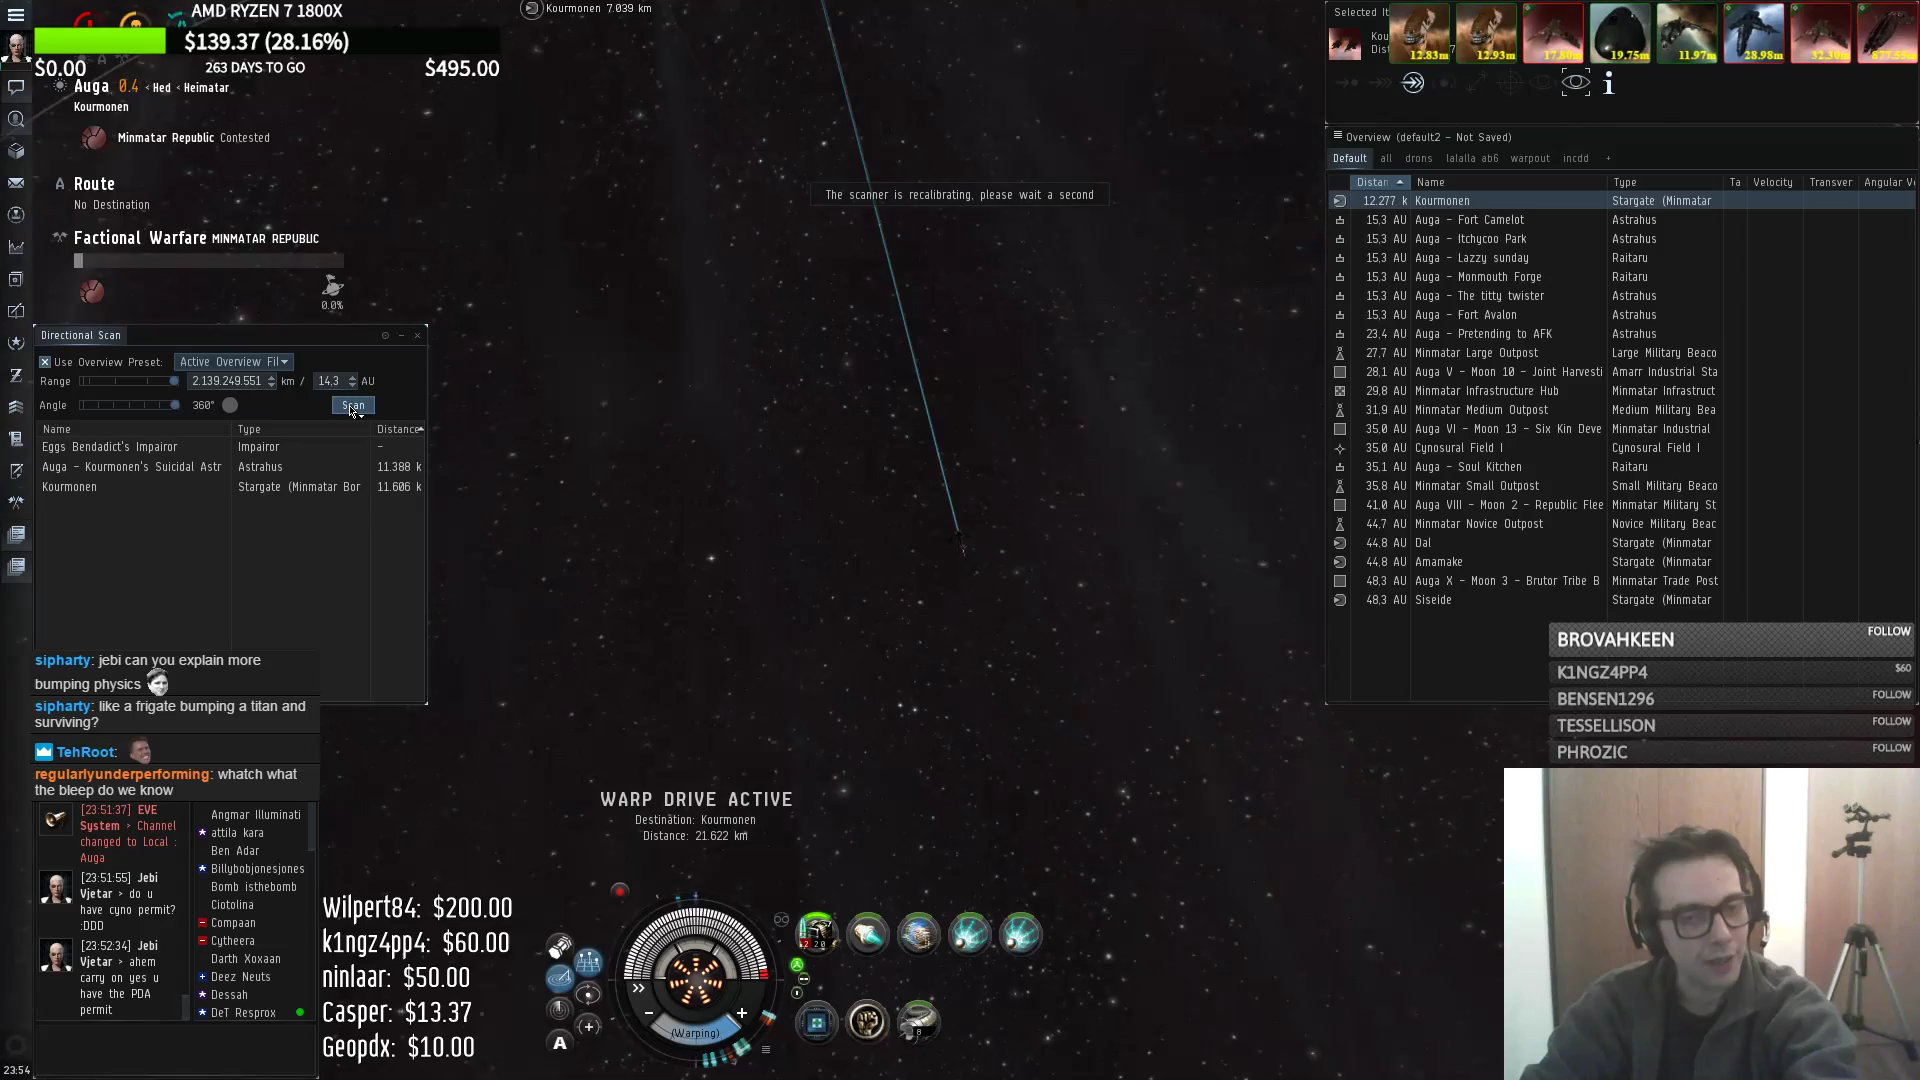 AMD RYZEN 7 1800X
$139.37 (28.16%)
$0.00
263 DAYS TO GO
$495.00
Auga 0.4 < Hed < Heimatar
Kourmonen
Minmatar Republic Contested
Route
No Destination
Factional Warfare MINMATAR REPUBLIC
0.0%
Kourmonen 7.039 km
The scanner is recalibrating, please wait a second
Directional Scan
Use Overview Preset: Active Overview Fil
Range 2.139.249.551 km / 14,3 AU
Angle 360° Scan
Name Type Distance
Eggs Bendadict's Impairor Impairor -
Auga - Kourmonen's Suicidal Astr Astrahus 11.388 k
Kourmonen Stargate (Minmatar Bor 11.606 k
sipharty: jebi can you explain more
bumping physics
sipharty: like a frigate bumping a titan and
surviving?
TehRoot:
regularlyunderperforming: whatch what
the bleep do we know
[23:51:37] EVE
System > Channel
changed to Local :
Auga
[23:51:55] Jebi
Vjetar > do u
have cyno permit?
:DDD
[23:52:34] Jebi
Vjetar > ahem
carry on yes u
have the PDA
permit
Angmar Illuminati
attila kara
Ben Adar
Billybobjonesjones
Bomb isthebomb
Ciotolina
Compaan
Cytheera
Darth Xoxaan
Deez Neuts
Dessah
DeT Resprox
23:54
Wilpert84: $200.00
k1ngz4pp4: $60.00
ninlaar: $50.00
Casper: $13.37
Geopdx: $10.00
WARP DRIVE ACTIVE
Destination: Kourmonen
Distance: 21.622 km
(Warping)
A
20
8
Selected It
12.83m
12.93m
17.80m
19.75m
11.97m
28.98m
32.30m
Overview (default2 - Not Saved)
Default all drons lalalla ab6 warpout incdd +
Distan Name Type Ta Velocity Transver Angular V
12.277 k Kourmonen Stargate (Minmatar
15,3 AU Auga - Fort Camelot Astrahus
15,3 AU Auga - Itchycoo Park Astrahus
15,3 AU Auga - Lazzy sunday Raitaru
15,3 AU Auga - Monmouth Forge Raitaru
15,3 AU Auga - The titty twister Astrahus
15,3 AU Auga - Fort Avalon Astrahus
23,4 AU Auga - Pretending to AFK Astrahus
27,7 AU Minmatar Large Outpost Large Military Beaco
28,1 AU Auga V - Moon 10 - Joint Harvesti Amarr Industrial Sta
29,8 AU Minmatar Infrastructure Hub Minmatar Infrastruct
31,9 AU Minmatar Medium Outpost Medium Military Bea
35,0 AU Auga VI - Moon 13 - Six Kin Deve Minmatar Industrial
35,0 AU Cynosural Field I Cynosural Field I
35,1 AU Auga - Soul Kitchen Raitaru
35,8 AU Minmatar Small Outpost Small Military Beaco
41,0 AU Auga VIII - Moon 2 - Republic Flee Minmatar Military St
44,7 AU Minmatar Novice Outpost Novice Military Beac
44,8 AU Dal Stargate (Minmatar
44,8 AU Amamake Stargate (Minmatar
48,3 AU Auga X - Moon 3 - Brutor Tribe B Minmatar Trade Post
48,3 AU Siseide Stargate (Minmatar
BROVAHKEEN FOLLOW
K1NGZ4PP4 $60
BENSEN1296 FOLLOW
TESSELLISON FOLLOW
PHROZIC FOLLOW